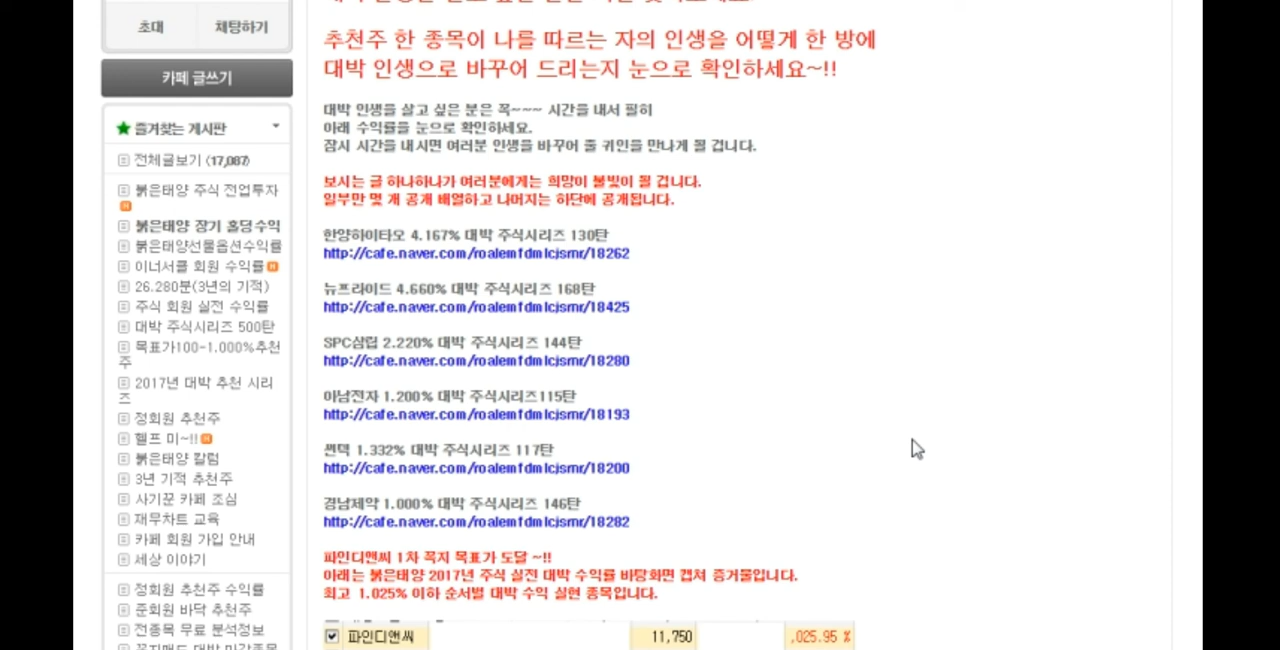 초대
채팅하기
카페 글쓰기
즐겨찾는 게시판
전체글보기 (17,087)
붉은태양 주식 전업투자
붉은태양 장기 홀딩수익
붉은태양선물옵션수익률
이너서클 회원 수익률
26.280분(3년의 기적)
주식 회원 실전 수익률
대박 주식시리즈 500탄
목표가100-1.000%추천
주
2017년 대박 추천 시리
즈
정회원 추천주
헬프 미~!!
붉은태양 칼럼
3년 기적 추천주
사기꾼 카페 조심
재무차트 교육
카페 회원 가입 안내
세상 이야기
정회원 추천주 수익률
준회원 바닥 추천주
전종목 무료 분석정보
추천주 한 종목이 나를 따르는 자의 인생을 어떻게 한 방에
대박 인생으로 바꾸어 드리는지 눈으로 확인하세요~!!
대박 인생을 살고 싶은 분은 꼭~~~ 시간을 내서 필히
아래 수익률을 눈으로 확인하세요.
잠시 시간을 내시면 여러분 인생을 바꾸어 줄 귀인을 만나게 될 겁니다.
보시는 글 하나하나가 여러분에게는 희망이 불빛이 될 겁니다.
일부만 몇 개 공개 배열하고 나머지는 하단에 공개됩니다.
한양하이타오 4.167% 대박 주식시리즈 130탄
http://cafe.naver.com/roalemfdmlcjsrnr/18262
뉴프라이드 4.660% 대박 주식시리즈 168탄
http://cafe.naver.com/roalemfdmlcjsrnr/18425
SPC삼립 2.220% 대박 주식시리즈 144탄
http://cafe.naver.com/roalemfdmlcjsrnr/18280
아남전자 1.200% 대박 주식시리즈115탄
http://cafe.naver.com/roalemfdmlcjsrnr/18193
썬텍 1.332% 대박 주식시리즈 117탄
http://cafe.naver.com/roalemfdmlcjsrnr/18200
경남제약 1.000% 대박 주식시리즈 146탄
http://cafe.naver.com/roalemfdmlcjsrnr/18282
파인디앤씨 1차 꼭지 목표가 도달 ~!!
아래는 붉은태양 2017년 주식 실전 대박 수익률 바탕화면 캡쳐 증거물입니다.
최고 1.025% 이하 순서별 대박 수익 실현 종목입니다.
파인디앤씨 11,750 ,025.95 %